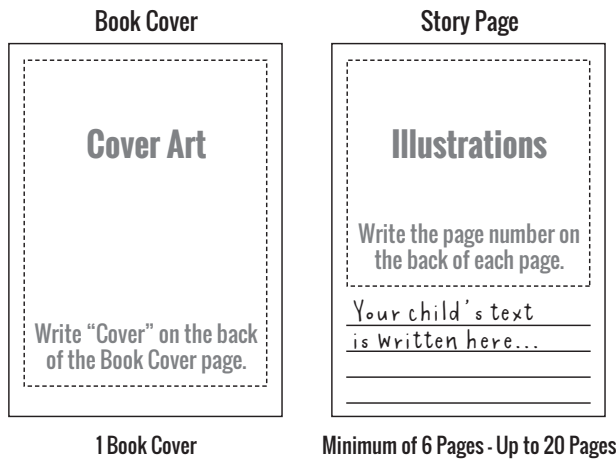 Book Cover
Cover Art
Write “Cover” on the back
of the Book Cover page.
1 Book Cover
Story Page
Illustrations
Write the page number on
the back of each page.
Your child's text
is written here...
Minimum of 6 Pages - Up to 20 Pages